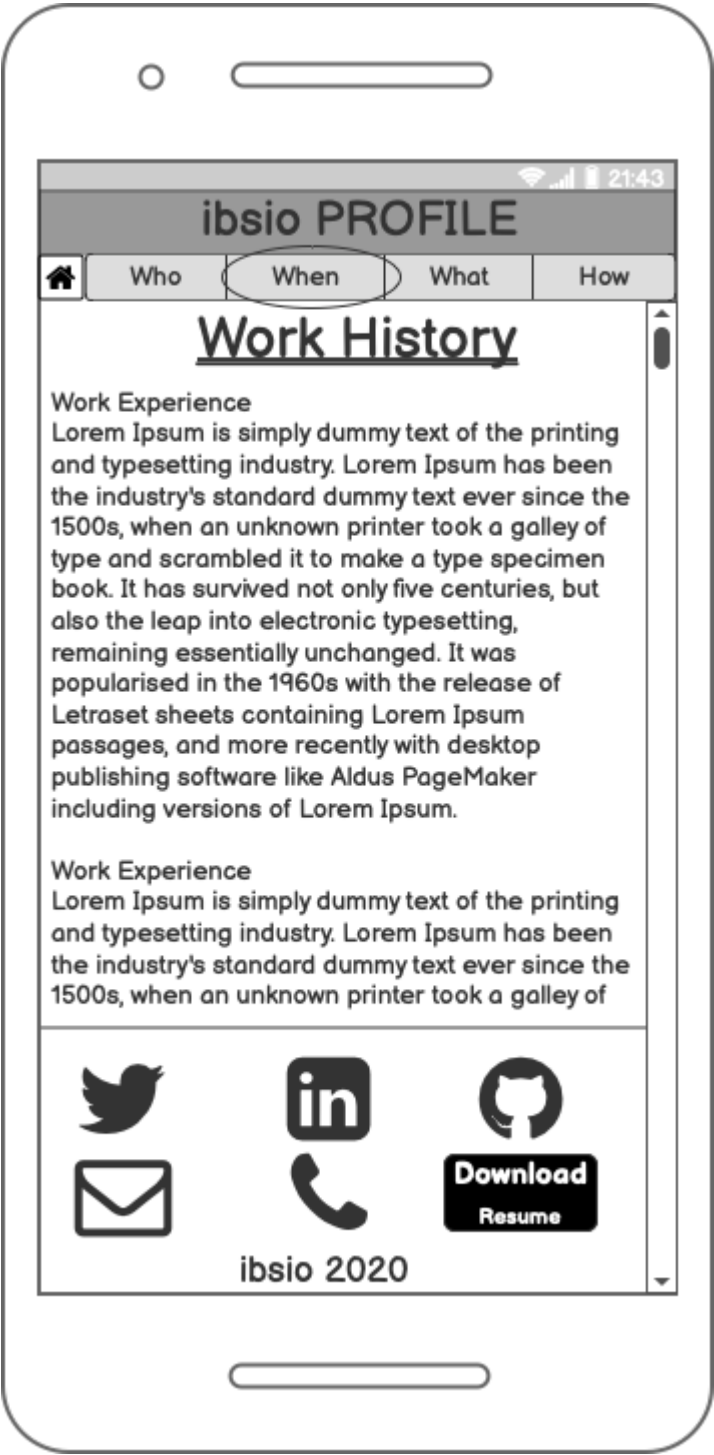 21:43
ibsio PROFILE
Who When What How
Work History
Work Experience
Lorem Ipsum is simply dummy text of the printing
and typesetting industry. Lorem Ipsum has been
the industry's standard dummy text ever since the
1500s, when an unknown printer took a galley of
type and scrambled it to make a type specimen
book. It has survived not only five centuries, but
also the leap into electronic typesetting,
remaining essentially unchanged. It was
popularised in the 1960s with the release of
Letraset sheets containing Lorem Ipsum
passages, and more recently with desktop
publishing software like Aldus PageMaker
including versions of Lorem Ipsum.
Work Experience
Lorem Ipsum is simply dummy text of the printing
and typesetting industry. Lorem Ipsum has been
the industry's standard dummy text ever since the
1500s, when an unknown printer took a galley of
in
Download
Resume
ibsio 2020